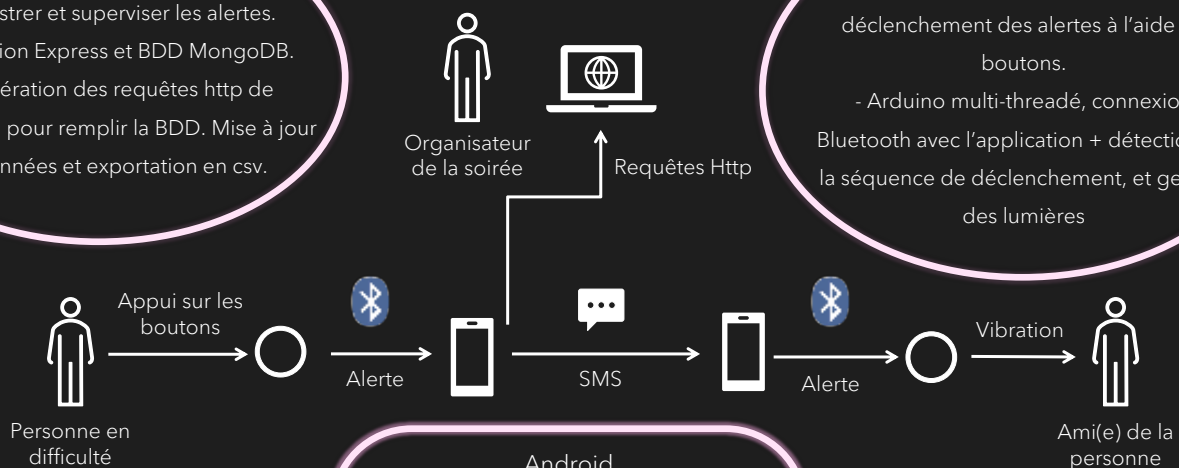 strer et superviser les alertes.
ion Express et BDD MongoDB.
ération des requêtes http de
pour remplir la BDD. Mise à jour
nnées et exportation en csv.
Organisateur
de la soirée
Requêtes Http
déclenchement des alertes à l’aide
boutons.
- Arduino multi-threadé, connexio
Bluetooth avec l’application + détectio
la séquence de déclenchement, et ge
des lumières
Appui sur les
boutons
Alerte
SMS
Alerte
Vibration
Personne en
difficulté
Ami(e) de la
personne
Android